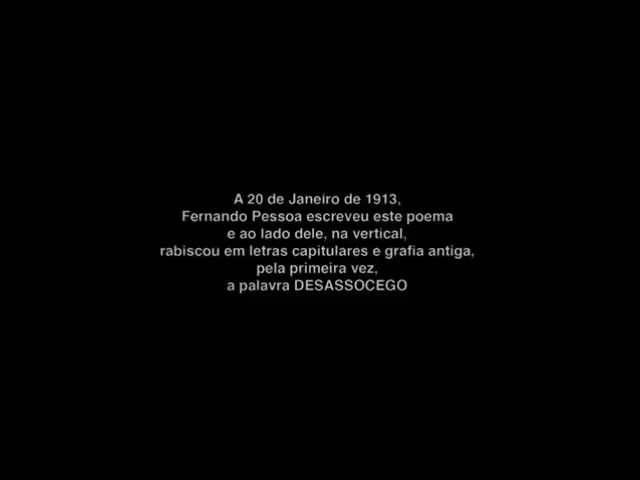 A 20 de Janeiro de 1913,
Fernando Pessoa escreveu este poema
e ao lado dele, na vertical,
rabiscou em letras capitulares e grafia antiga,
pela primeira vez,
a palavra DESASSOCEGO